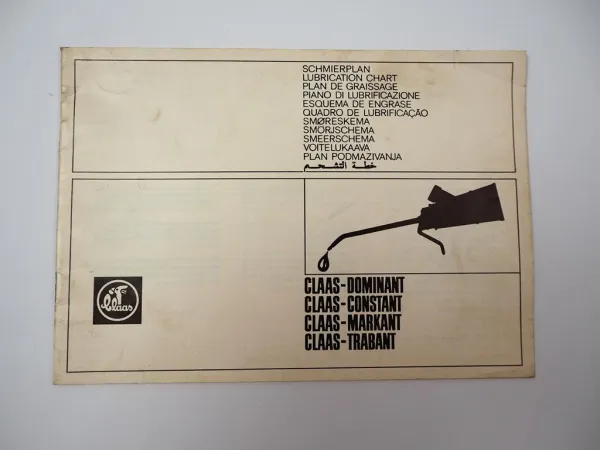 SCHMIERPLAN
LUBRICATION CHART
PLAN DE GRAISSAGE
PIANO DI LUBRIFICAZIONE
ESQUEMA DE ENGRASE
QUADRO DE LUBRIFICAÇÃO
SMØRESKEMA
SMÖRJSCHEMA
SMEERSCHEMA
VOITELUKAAVA
PLAN PODMAZIVANJA
خطة التشحيم
Claas
CLAAS-DOMINANT
CLAAS-CONSTANT
CLAAS-MARKANT
CLAAS-TRABANT